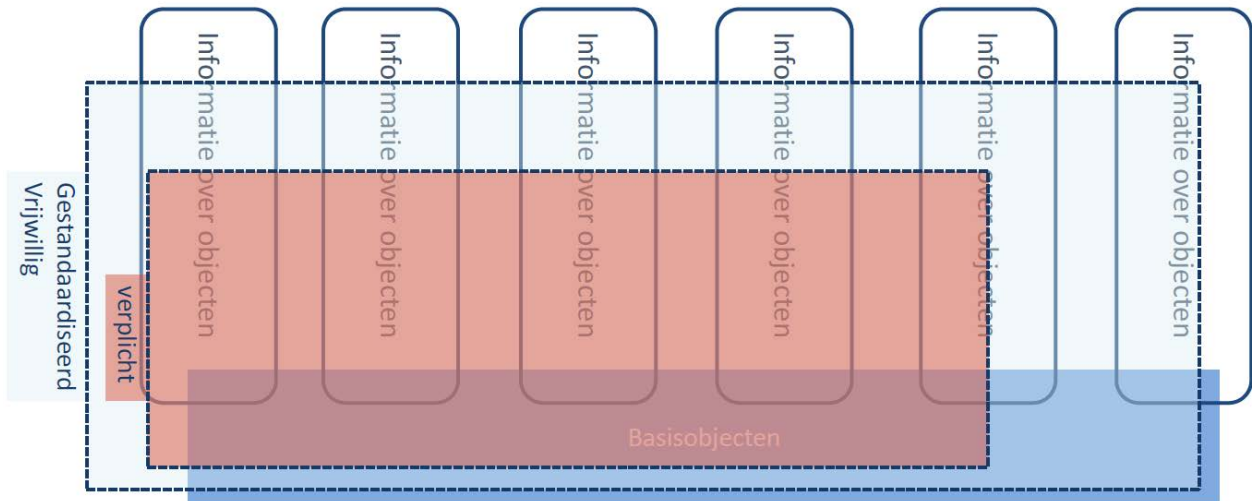 Informatie over objecten
Informatie over objecten
Informatie over objecten
Informatie over objecten
Informatie over objecten
Informatie over objecten
Gestandaardiseerd
Vrijwillig
verplicht
Basisobjecten